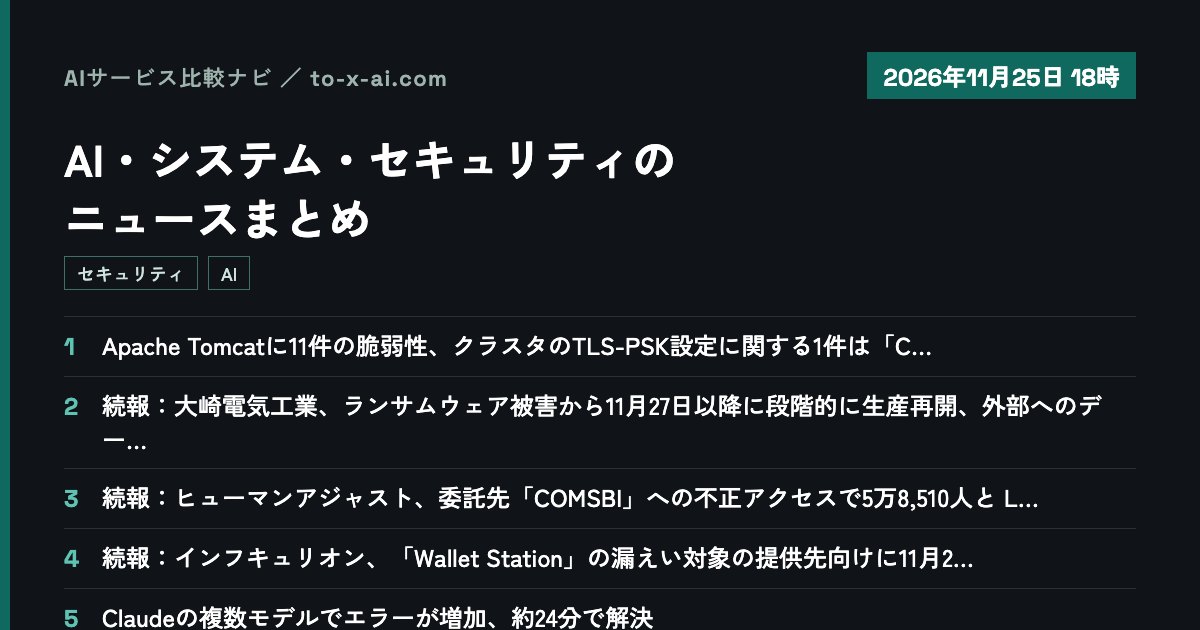 AIサービス比較ナビ ／ to-x-ai.com
2026年11月25日 18時
AI・システム・セキュリティの
ニュースまとめ
セキュリティ
AI
1 Apache Tomcatに11件の脆弱性、クラスタのTLS-PSK設定に関する1件は「C…
2 続報：大崎電気工業、ランサムウェア被害から11月27日以降に段階的に生産再開、外部へのデ
ー…
3 続報：ヒューマンアジャスト、委託先「COMSBI」への不正アクセスで5万8,510人と L…
4 続報：インフキュリオン、「Wallet Station」の漏えい対象の提供先向けに11月2…
5 Claudeの複数モデルでエラーが増加、約24分で解決